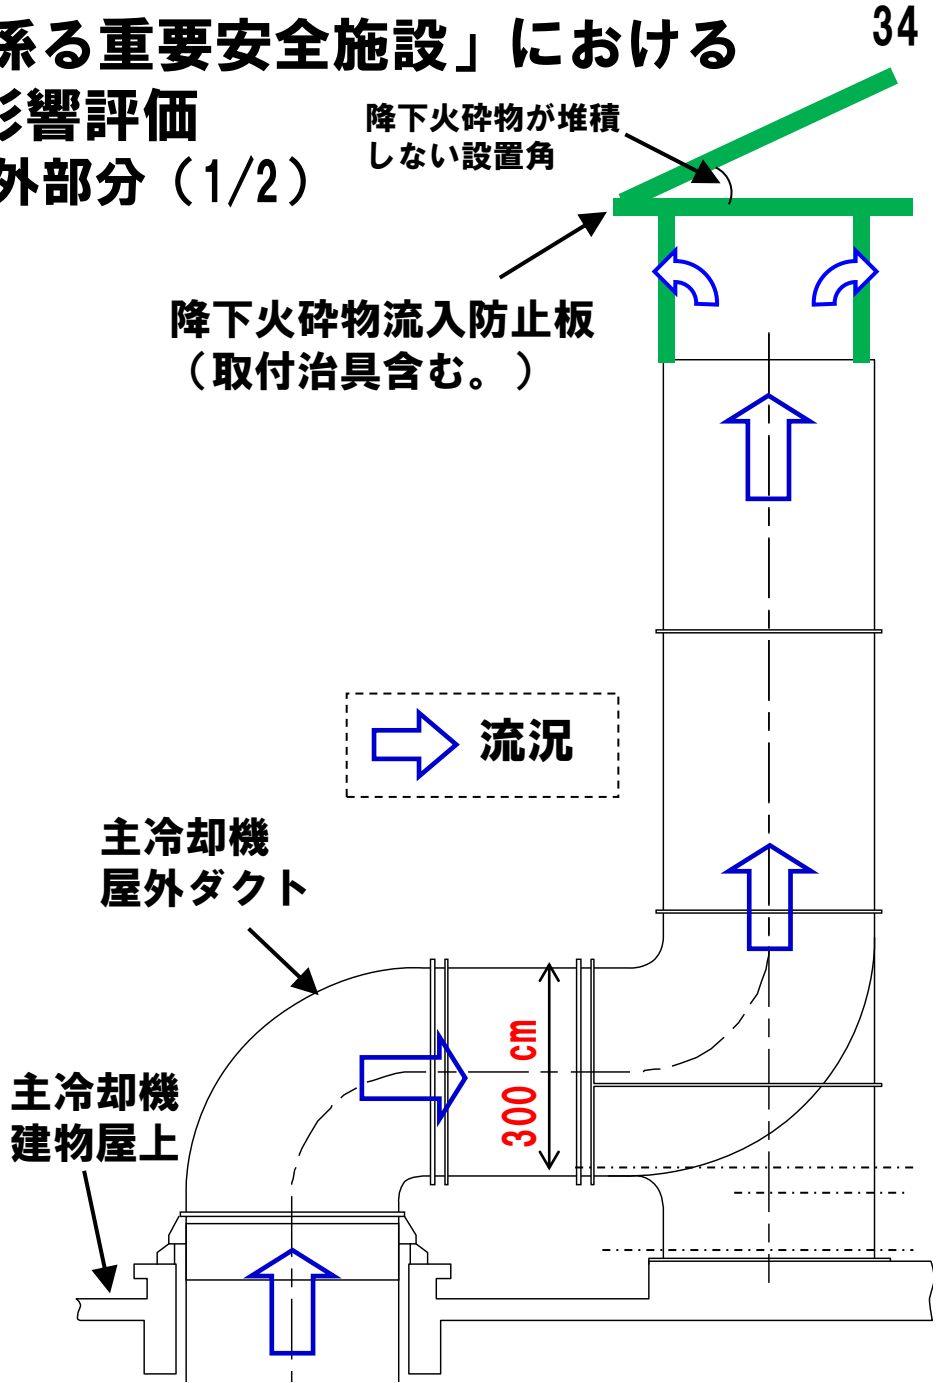 34
係る重要安全施設」における
影響評価
外部分（1/2）
降下火砕物が堆積
しない設置角
降下火砕物流入防止板
（取付治具含む。）
流況
主冷却機
屋外ダクト
300 cm
主冷却機
建物屋上